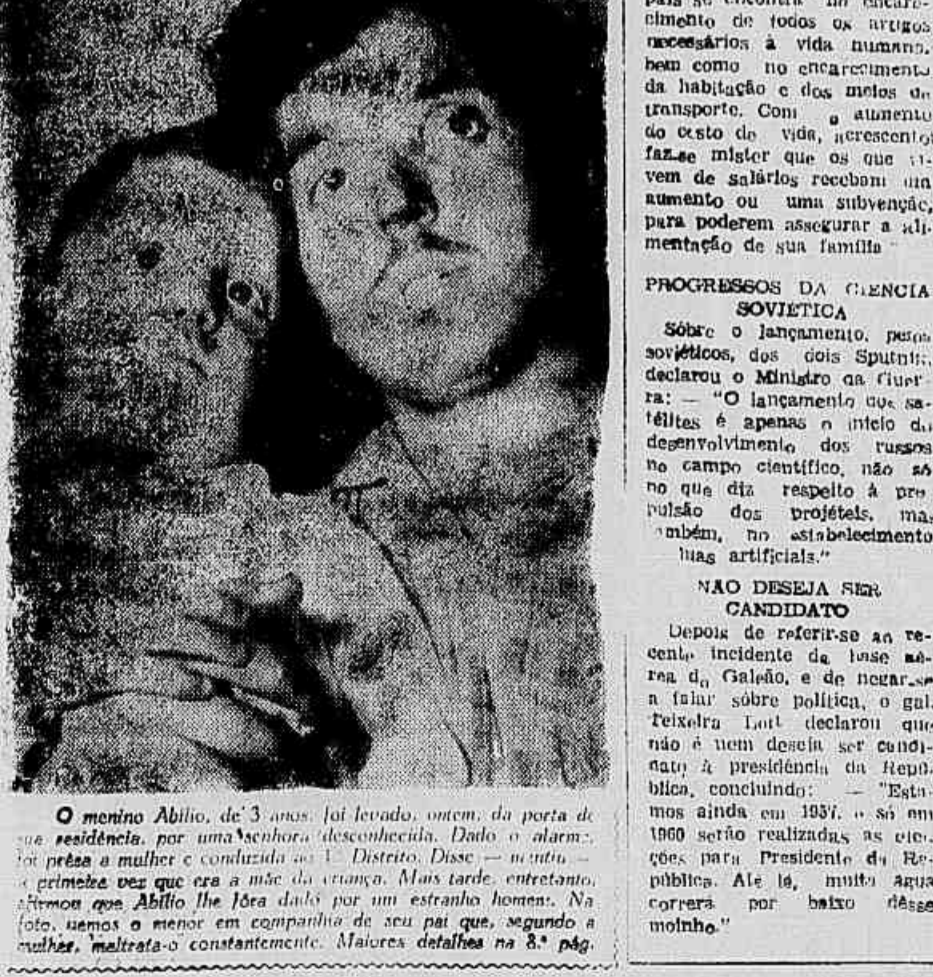 O menino Abílio, de 3 anos, foi levado, ontem, da porta de
sua residência, por uma senhora desconhecida. Dado o alarme,
foi prêsa a mulher e conduzida ao Distrito. Disse — mentiu —
a primeira vez que era a mãe da criança. Mais tarde, entretanto,
afirmou que Abílio lhe fôra dado por um estranho homem. Na
foto, vemos o menor em companhia de seu pai que, segundo a
mulher, maltrata-o constantemente. Maiores detalhes na 8.ª pág.
país se encontra no encare-
cimento de todos os artigos
necessários à vida humana,
bem como no encarecimento
da habitação e dos meios de
transporte. Com o aumento
do custo de vida, acrescentou
faz-se mister que os que vi-
vem de salários recebam um
aumento ou uma subvenção,
para poderem assegurar a ali-
mentação de sua família"
PROGRESSOS DA CIENCIA
SOVIÉTICA
Sôbre o lançamento, pelos
soviéticos, dos dois Sputnik,
declarou o Ministro da Guer-
ra: — "O lançamento dos sa-
télites é apenas o início do
desenvolvimento dos russos
no campo científico, não só
no que diz respeito à pro
pulsão dos projéteis, mas
também, no estabelecimento
luas artificiais."
NÃO DESEJA SER
CANDIDATO
Depois de referir-se ao re-
cente incidente da base aé-
rea do Galeão, e de negar-se
a falar sôbre política, o gal.
Teixeira Lott declarou que
não é nem deseja ser candi-
dato à presidência da Repú-
blica, concluindo: — "Esta-
mos ainda em 1957, e só em
1960 serão realizadas as elei-
ções para Presidente da Re-
pública. Até lá, muita água
correrá por baixo dêsse
moinho."